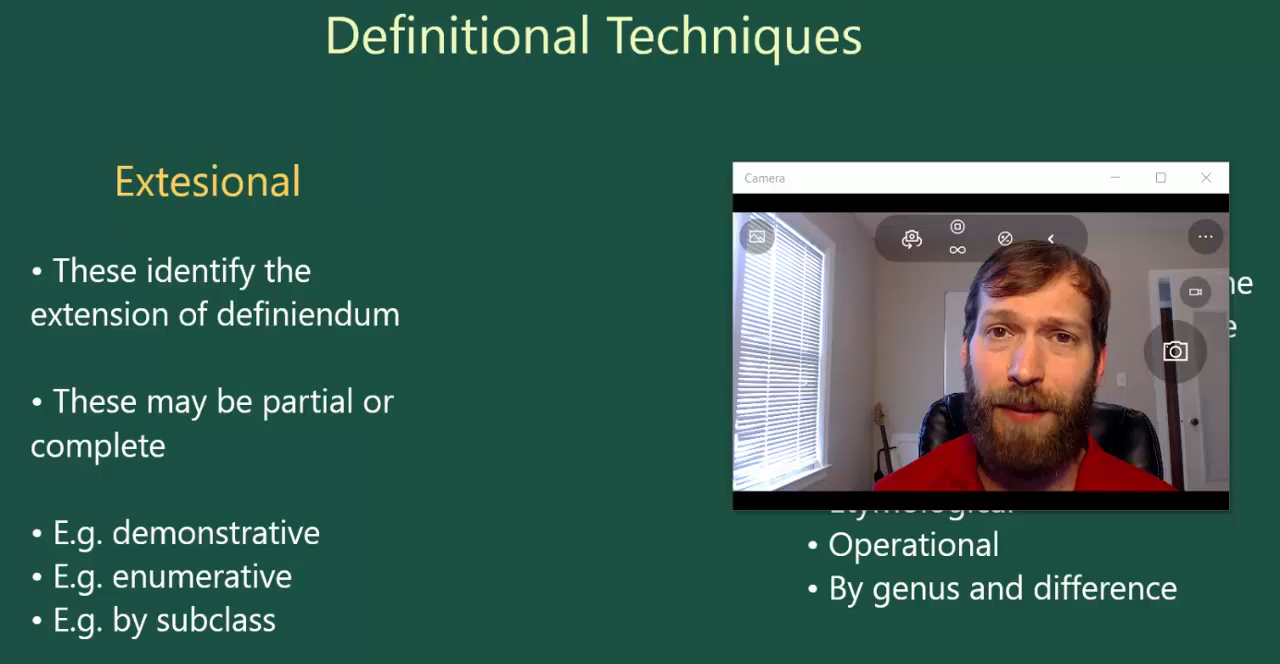 Definitional Techniques
Extesional
• These identify the
extension of definiendum
• These may be partial or
complete
• E.g. demonstrative
• E.g. enumerative
• E.g. by subclass
Camera
• Operational
• By genus and difference